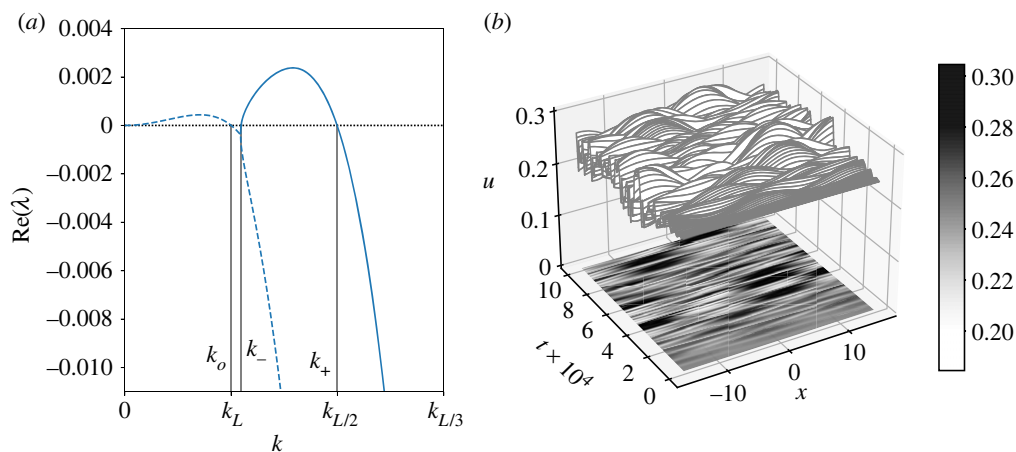 (a)
0.004
0.002
0
−0.002
−0.004
−0.006
−0.008
−0.010
Re(λ)
k_o
k_−
k_+
0
k_L
k_{L/2}
k_{L/3}
k
(b)
0.3
0.2
0.1
0
u
10
8
6
4
2
0
t × 10^4
−10
0
10
x
0.30
0.28
0.26
0.24
0.22
0.20